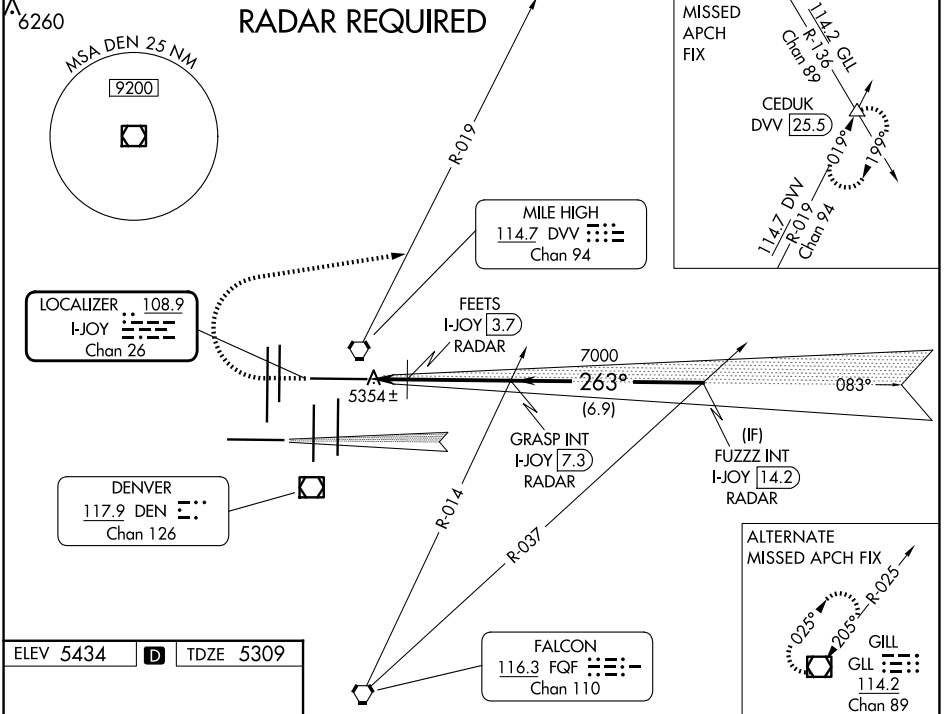 6260
RADAR REQUIRED
MSA DEN 25 NM
9200
MISSED
APCH
FIX
114.2 GLL
R-136
Chan 89
CEDUK
DVV 25.5
019°
199°
114.7 DVV
R-019
Chan 94
R-019
MILE HIGH
114.7 DVV
Chan 94
LOCALIZER 108.9
I-JOY
Chan 26
FEETS
I-JOY 3.7
RADAR
7000
263°
(6.9)
083°
5354 ±
GRASP INT
I-JOY 7.3
RADAR
(IF)
FUZZZ INT
I-JOY 14.2
RADAR
DENVER
117.9 DEN
Chan 126
R-014
R-037
ALTERNATE
MISSED APCH FIX
R-025
025°
205°
GILL
GLL
114.2
Chan 89
FALCON
116.3 FQF
Chan 110
ELEV 5434 D TDZE 5309